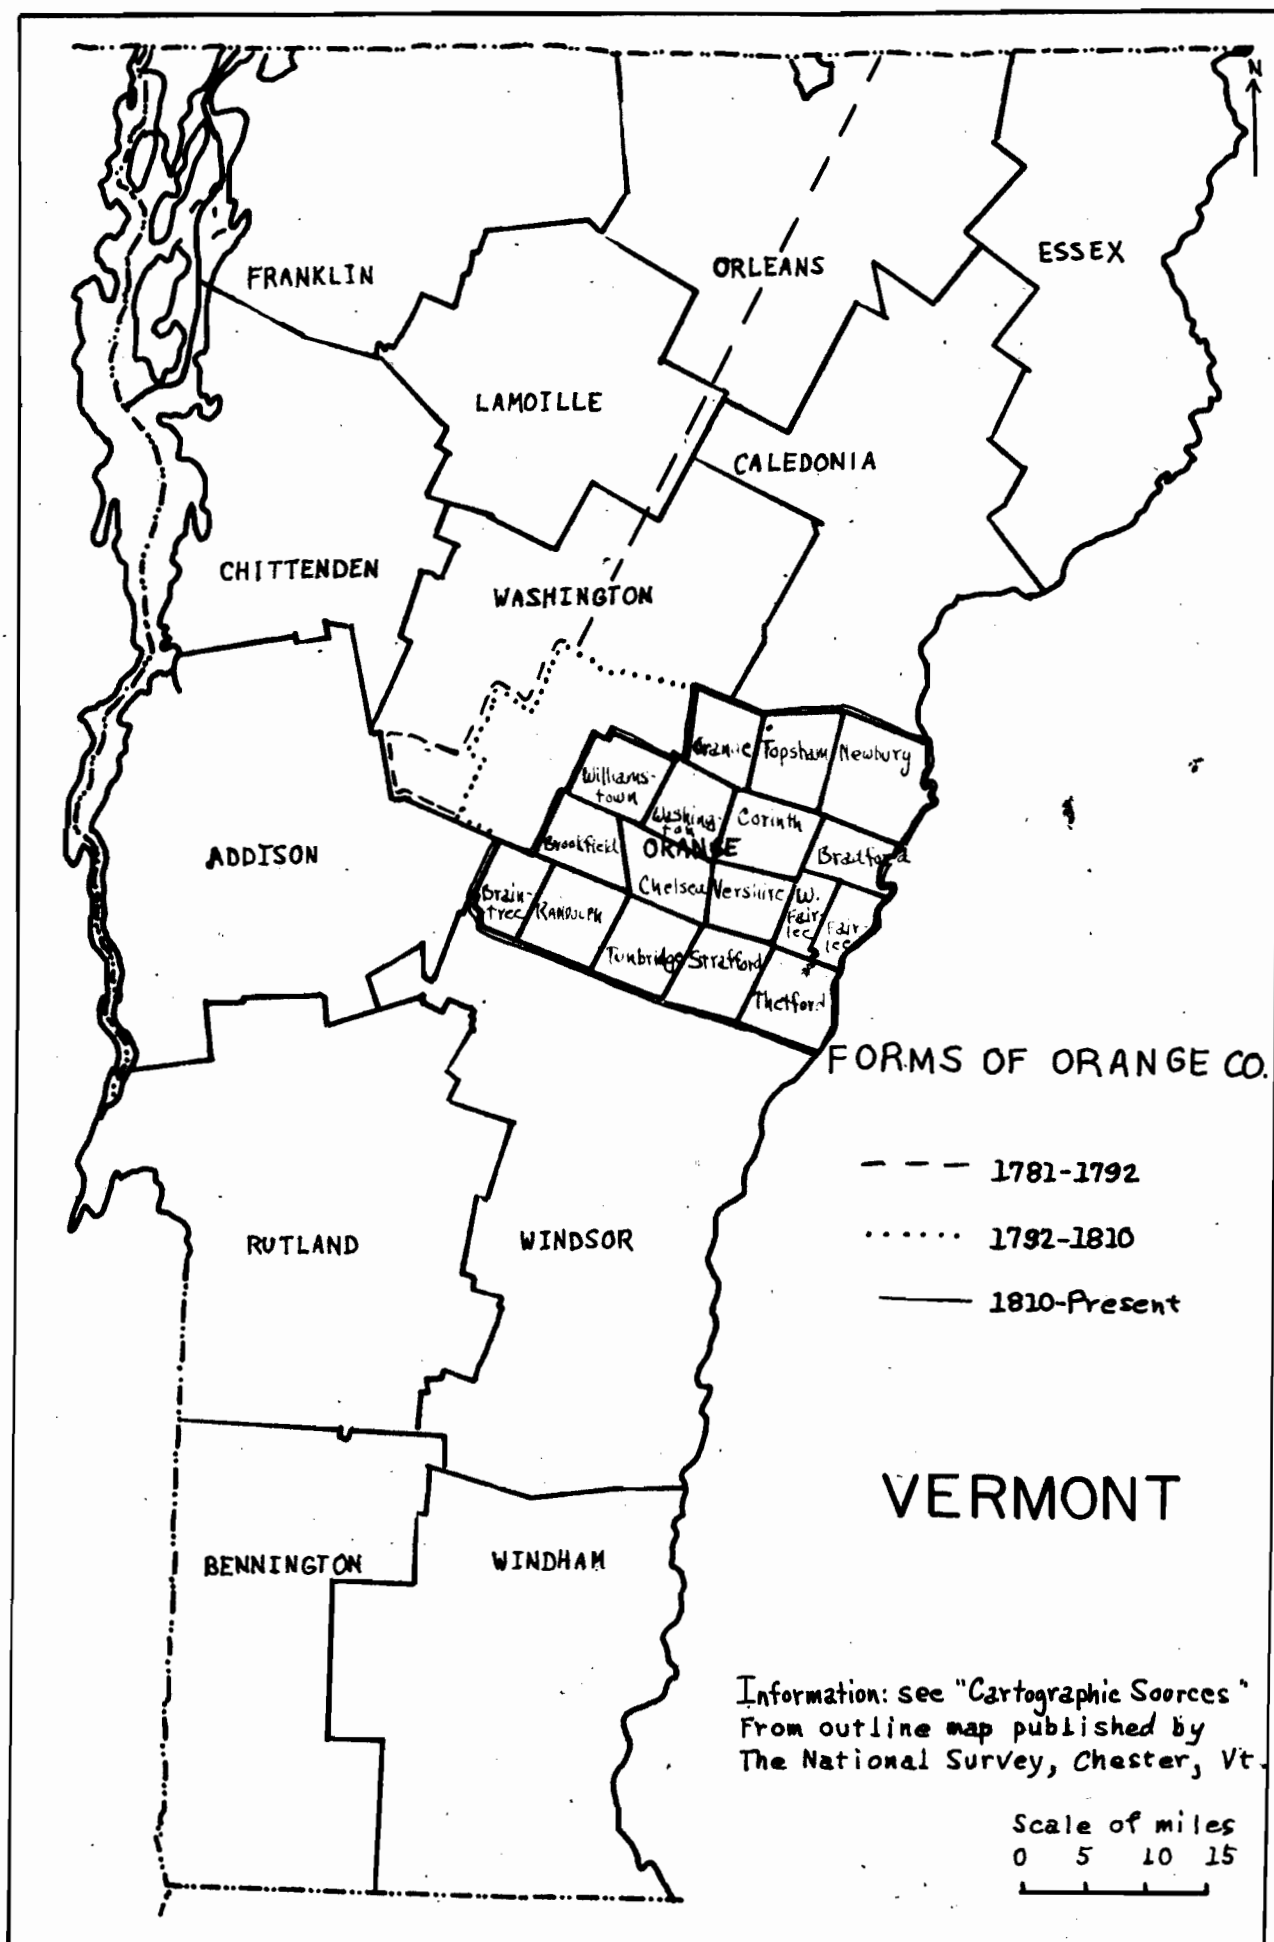 N
FRANKLIN
ORLEANS
ESSEX
LAMOILLE
CALEDONIA
CHITTENDEN
WASHINGTON
Orange
Topsham
Newbury
Williams-
town
Washing-
ton
Corinth
Brookfield
ORANGE
Bradford
ADDISON
Chelsea
Vershire
W.
Fair-
lee
Fair-
lee
Brain-
tree
RANDOLPH
Tunbridge
Strafford
Thetford
FORMS OF ORANGE CO.
1781-1792
1792-1810
1810-Present
RUTLAND
WINDSOR
VERMONT
BENNINGTON
WINDHAM
Information: see "Cartographic Sources"
From outline map published by
The National Survey, Chester, Vt.
Scale of miles
0 5 10 15